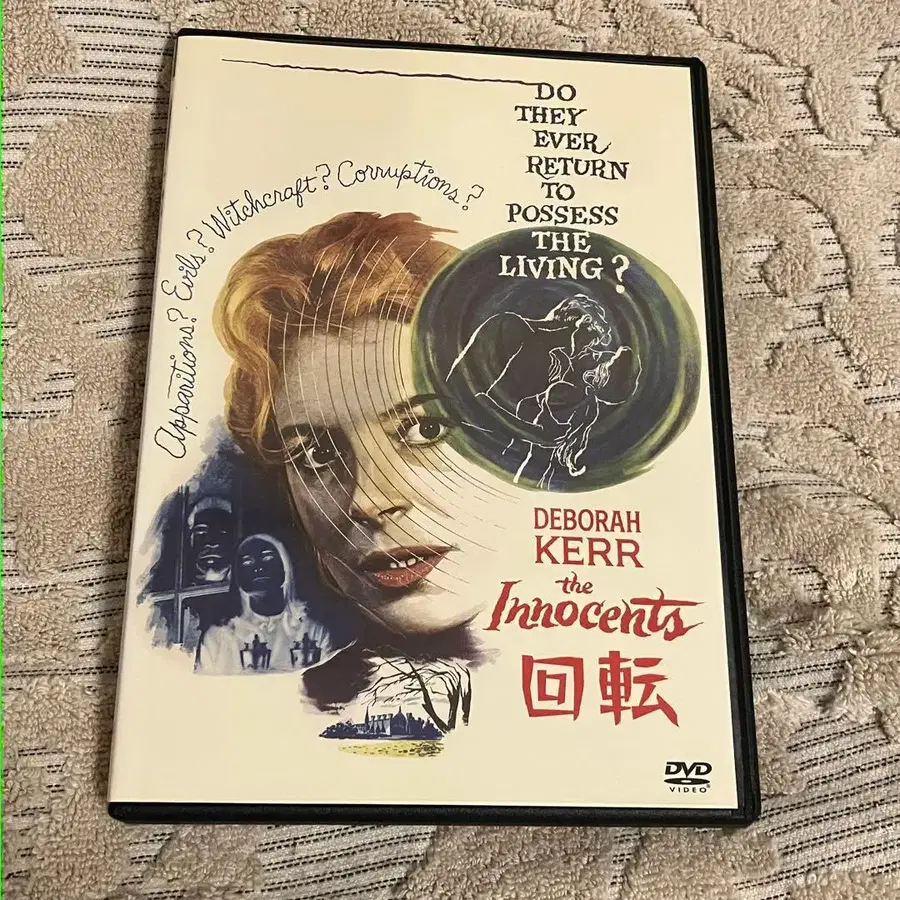 DO
THEY
EVER
RETURN
TO
POSSESS
THE
LIVING?
Apparitions? Evils? Witchcraft? Corruptions?
DEBORAH
KERR
the
Innocents
回転
DVD
VIDEO